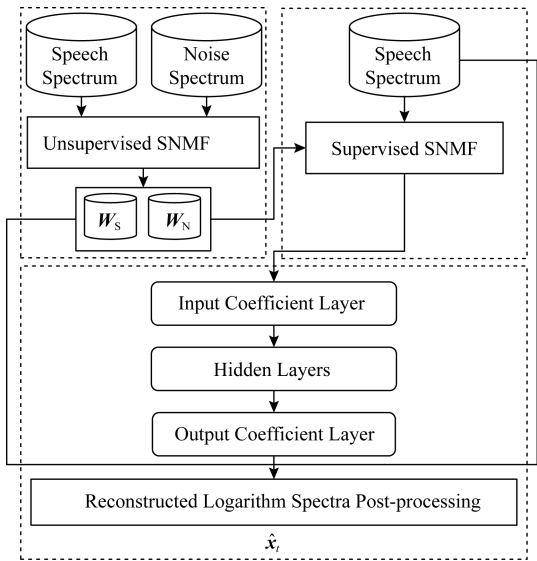 Speech
Spectrum
Noise
Spectrum
Speech
Spectrum
Unsupervised SNMF
Supervised SNMF
W_S
W_N
Input Coefficient Layer
Hidden Layers
Output Coefficient Layer
Reconstructed Logarithm Spectra Post-processing
x̂_t